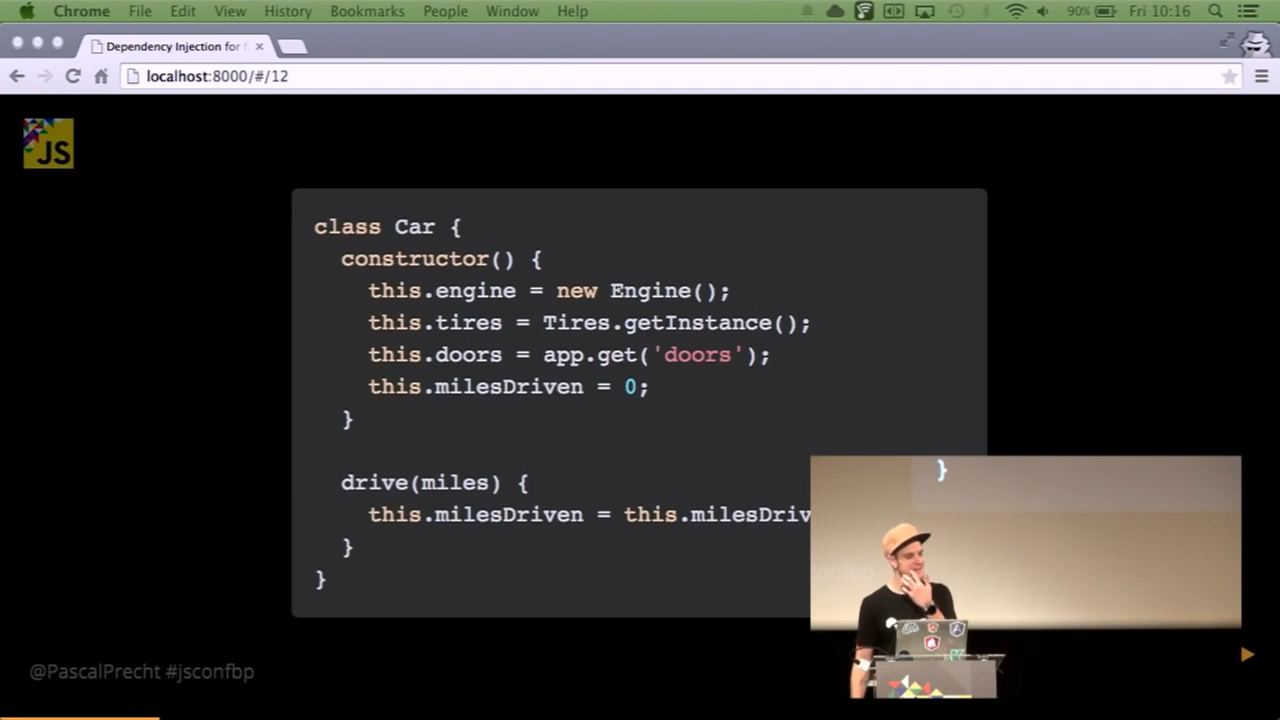 Chrome File Edit View History Bookmarks People Window Help 90% Fri 10:16
Dependency Injection for
localhost:8000/#/12
JS
class Car {
constructor() {
this.engine = new Engine();
this.tires = Tires.getInstance();
this.doors = app.get('doors');
this.milesDriven = 0;
}
drive(miles) {
this.milesDriven = this.milesDriv
}
}
}
@PascalPrecht #jsconfbp